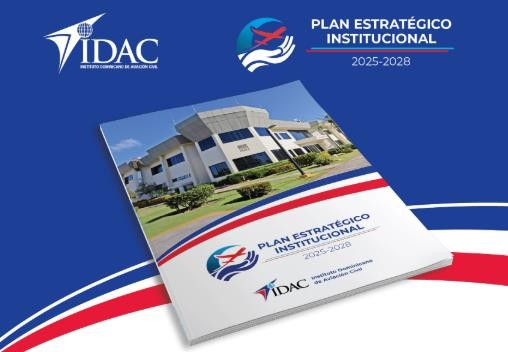 IDAC
INSTITUTO DOMINICANO DE AVIACIÓN CIVIL
PLAN ESTRATÉGICO
INSTITUCIONAL
2025-2028
PLAN ESTRATÉGICO
INSTITUCIONAL
2025-2028
IDAC
Instituto Dominicano
de Aviación Civil